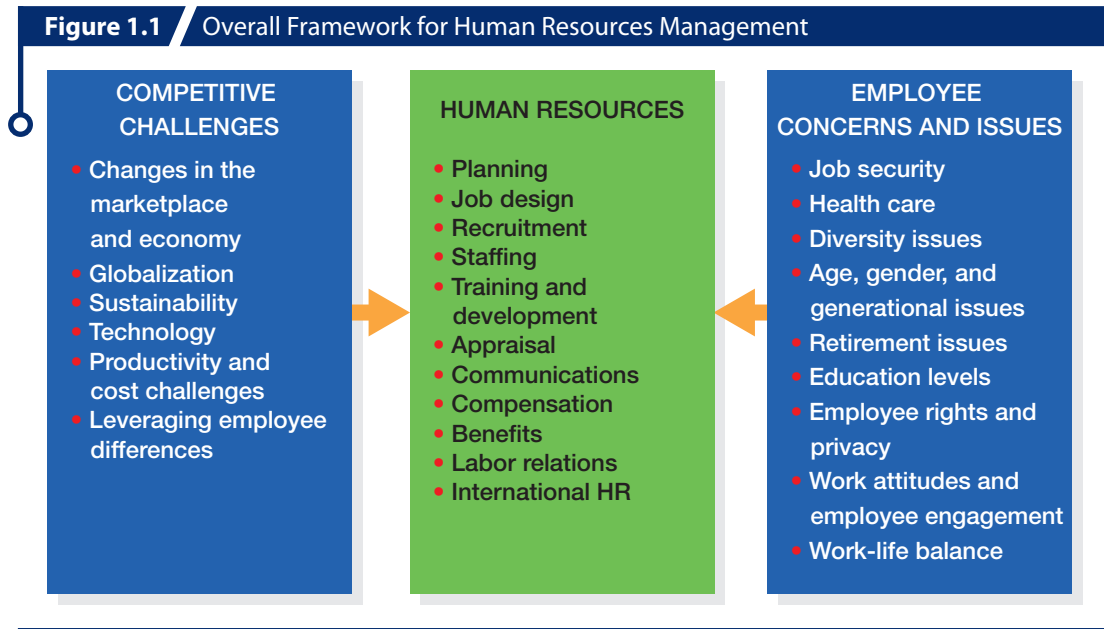 Figure 1.1 Overall Framework for Human Resources Management
COMPETITIVE
CHALLENGES
• Changes in the
marketplace
and economy
• Globalization
• Sustainability
• Technology
• Productivity and
cost challenges
• Leveraging employee
differences
HUMAN RESOURCES
• Planning
• Job design
• Recruitment
• Staffing
• Training and
development
• Appraisal
• Communications
• Compensation
• Benefits
• Labor relations
• International HR
EMPLOYEE
CONCERNS AND ISSUES
• Job security
• Health care
• Diversity issues
• Age, gender, and
generational issues
• Retirement issues
• Education levels
• Employee rights and
privacy
• Work attitudes and
employee engagement
• Work-life balance